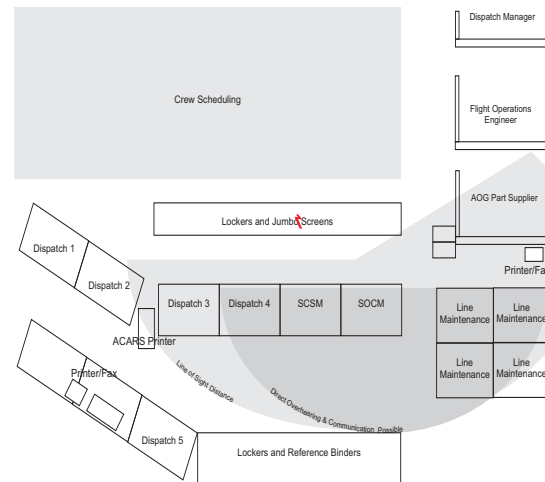 Dispatch Manager
Crew Scheduling
Flight Operations
Engineer
AOG Part Supplier
Lockers and Jumbo Screens
Dispatch 1
Dispatch 2
Printer/Fa
Dispatch 3
Dispatch 4
SCSM
SOCM
Line
Maintenance
Line
Maintenance
ACARS Printer
Line of Sight Distance
Direct Overheering & Communication Possible
Line
Maintenance
Line
Maintenance
Printer/Fax
Dispatch 5
Lockers and Reference Binders